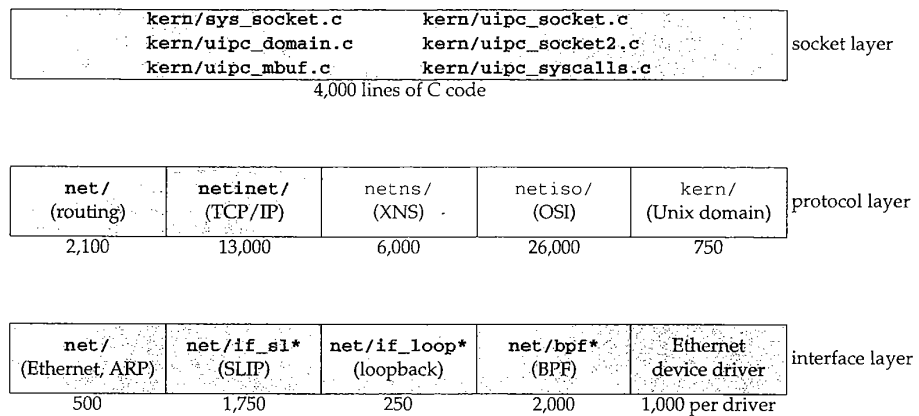 kern/sys_socket.c kern/uipc_socket.c
kern/uipc_domain.c kern/uipc_socket2.c
kern/uipc_mbuf.c kern/uipc_syscalls.c
socket layer
4,000 lines of C code
net/ netinet/ netns/ netiso/ kern/
(routing) (TCP/IP) (XNS) (OSI) (Unix domain)
protocol layer
2,100 13,000 6,000 26,000 750
net/ net/if_sl* net/if_loop* net/bpf* Ethernet
(Ethernet, ARP) (SLIP) (loopback) (BPF) device driver
interface layer
500 1,750 250 2,000 1,000 per driver